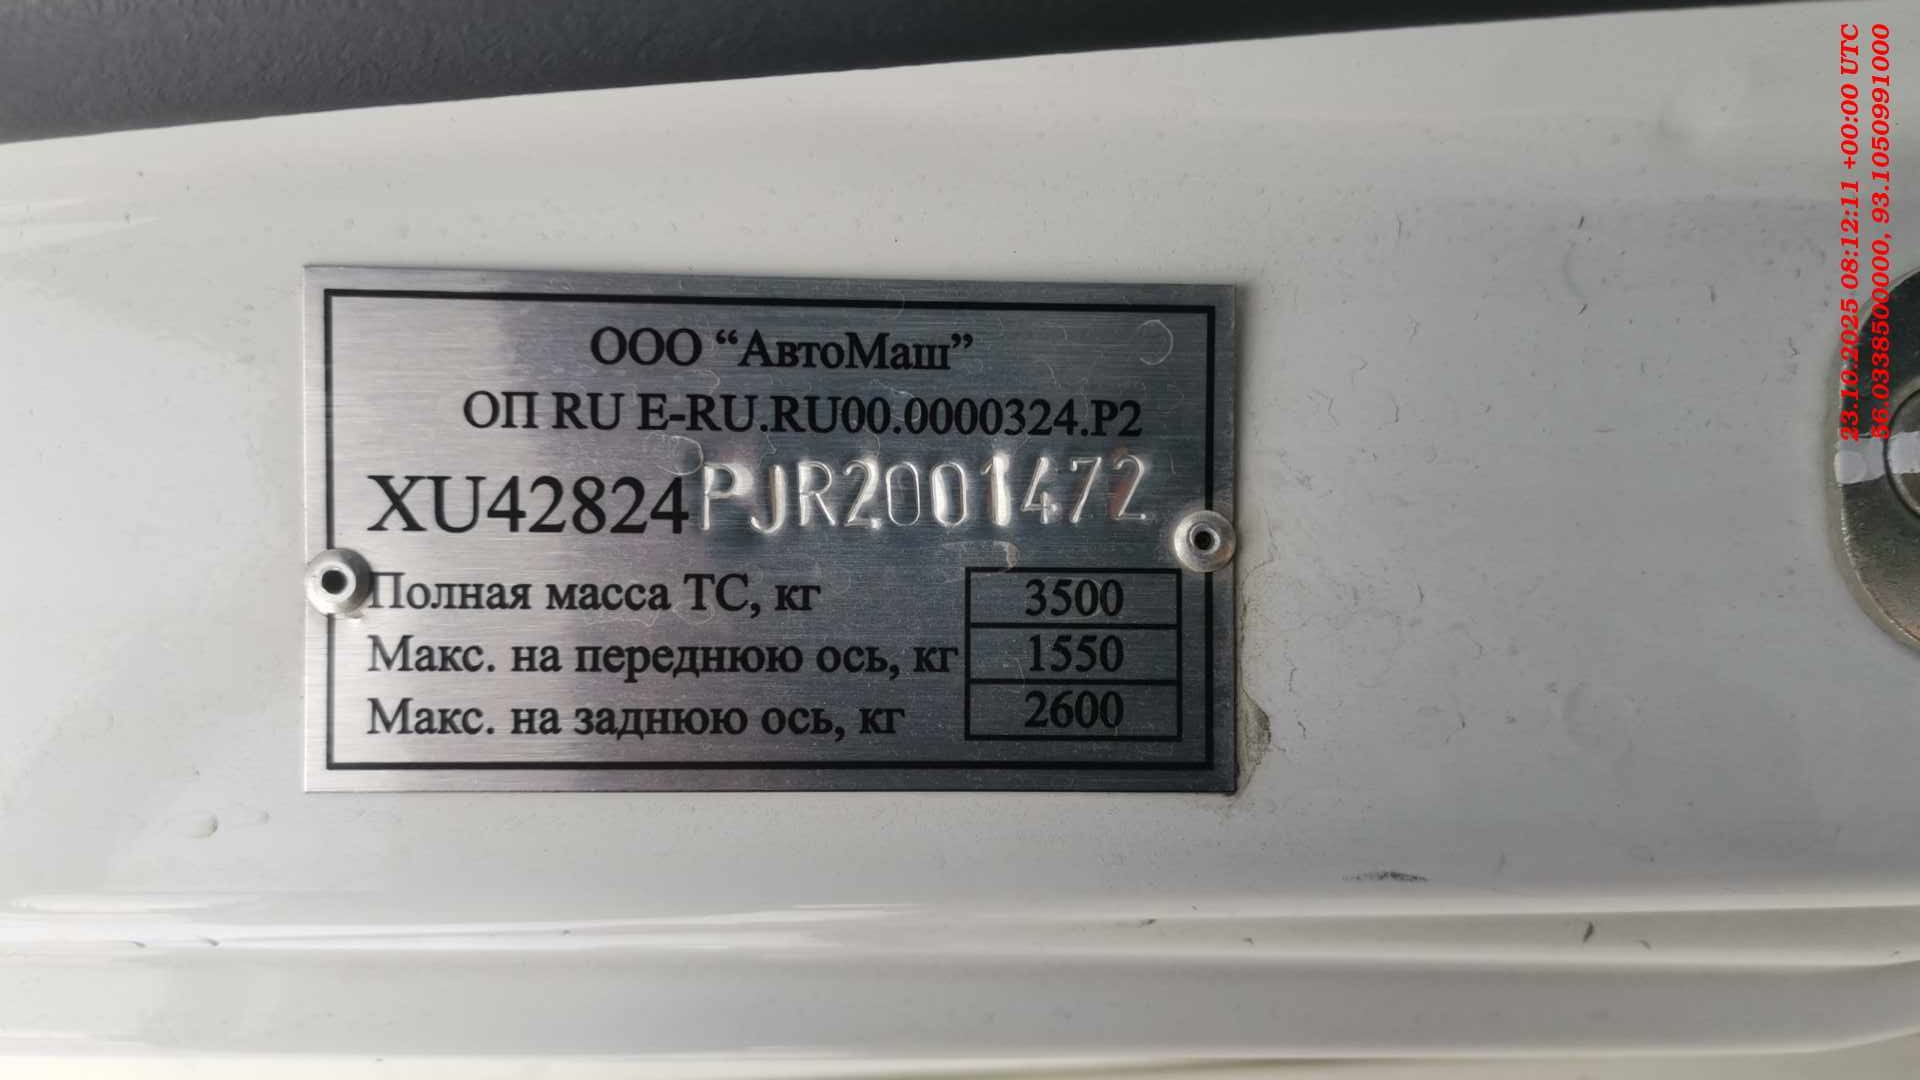 ООО “АвтоМаш”
ОП RU E-RU.RU00.0000324.P2
XU42824PJR2001472
Полная масса ТС, кг 3500
Макс. на переднюю ось, кг 1550
Макс. на заднюю ось, кг 2600
23.10.2025 08:12:11 +00:00 UTC
56.0338850000000, 93.1050991000